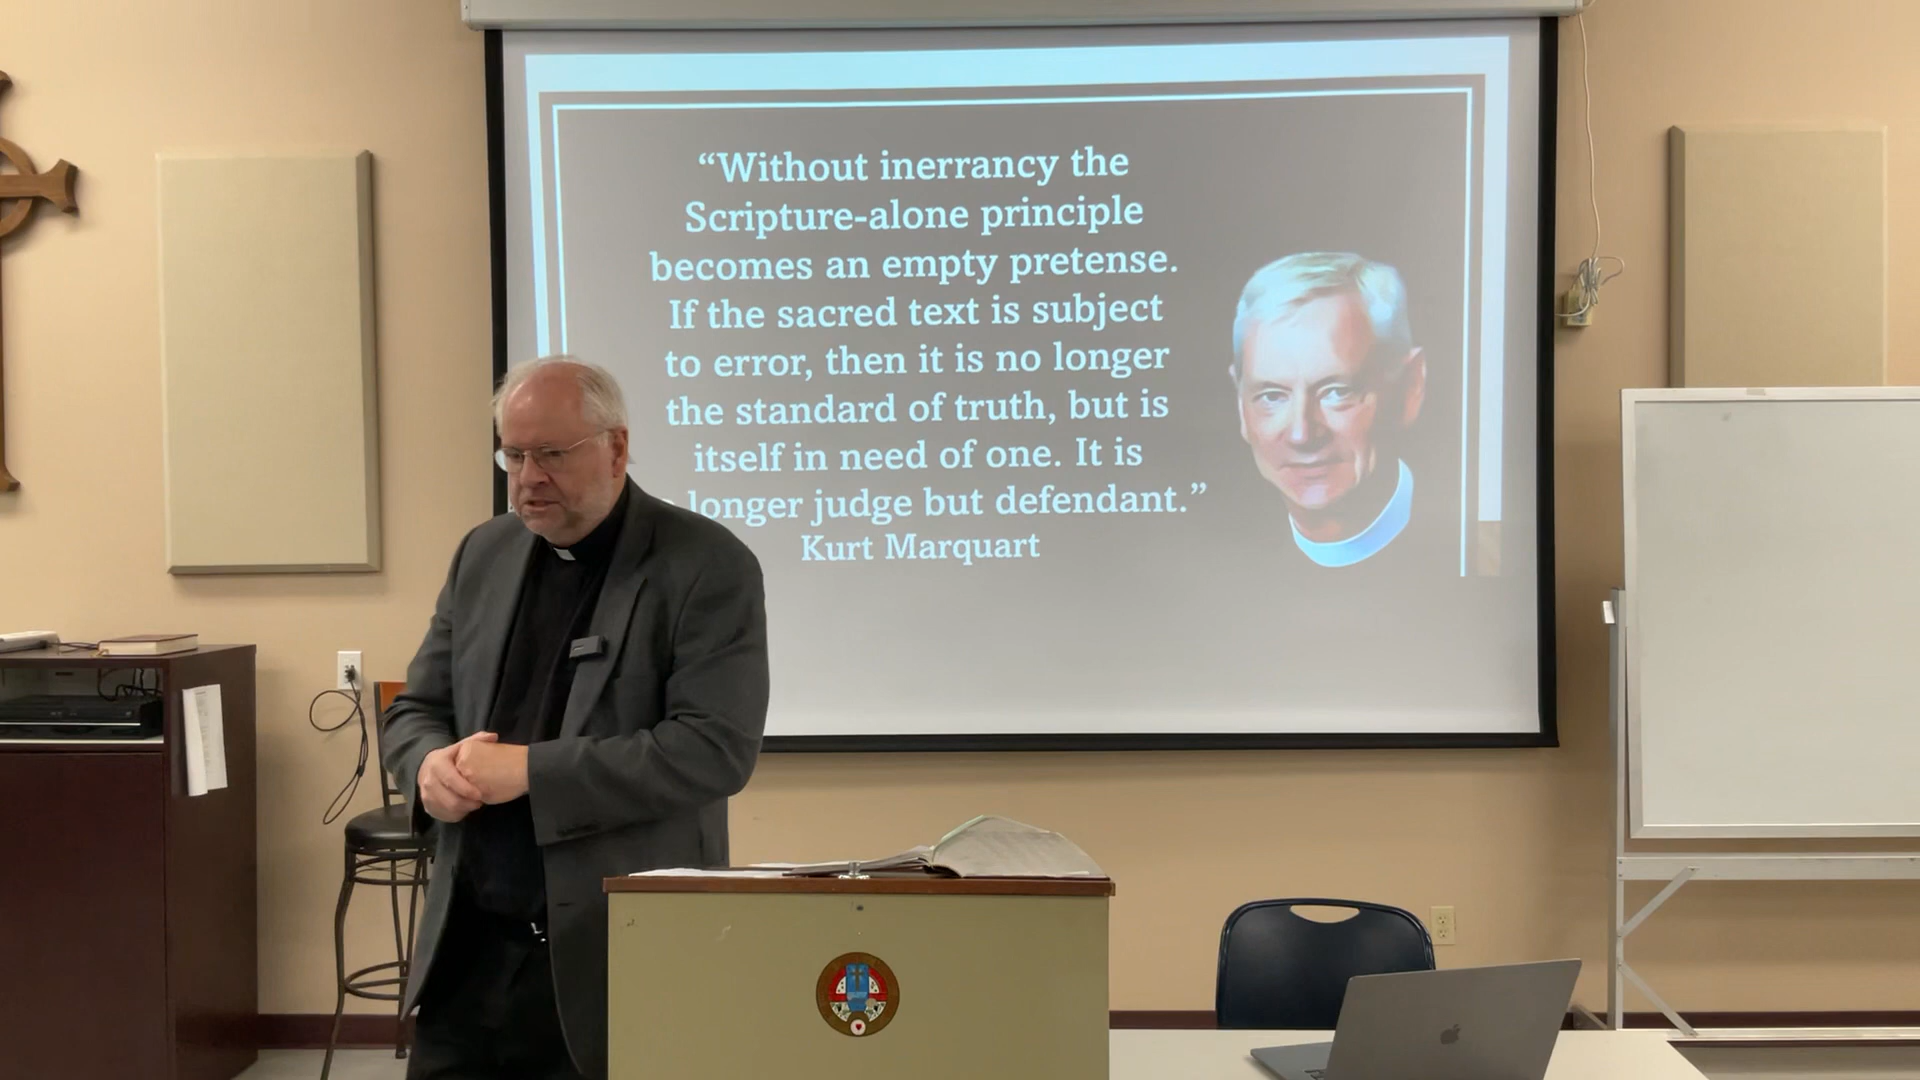 “Without inerrancy the
Scripture-alone principle
becomes an empty pretense.
If the sacred text is subject
to error, then it is no longer
the standard of truth, but is
itself in need of one. It is
longer judge but defendant.”
Kurt Marquart